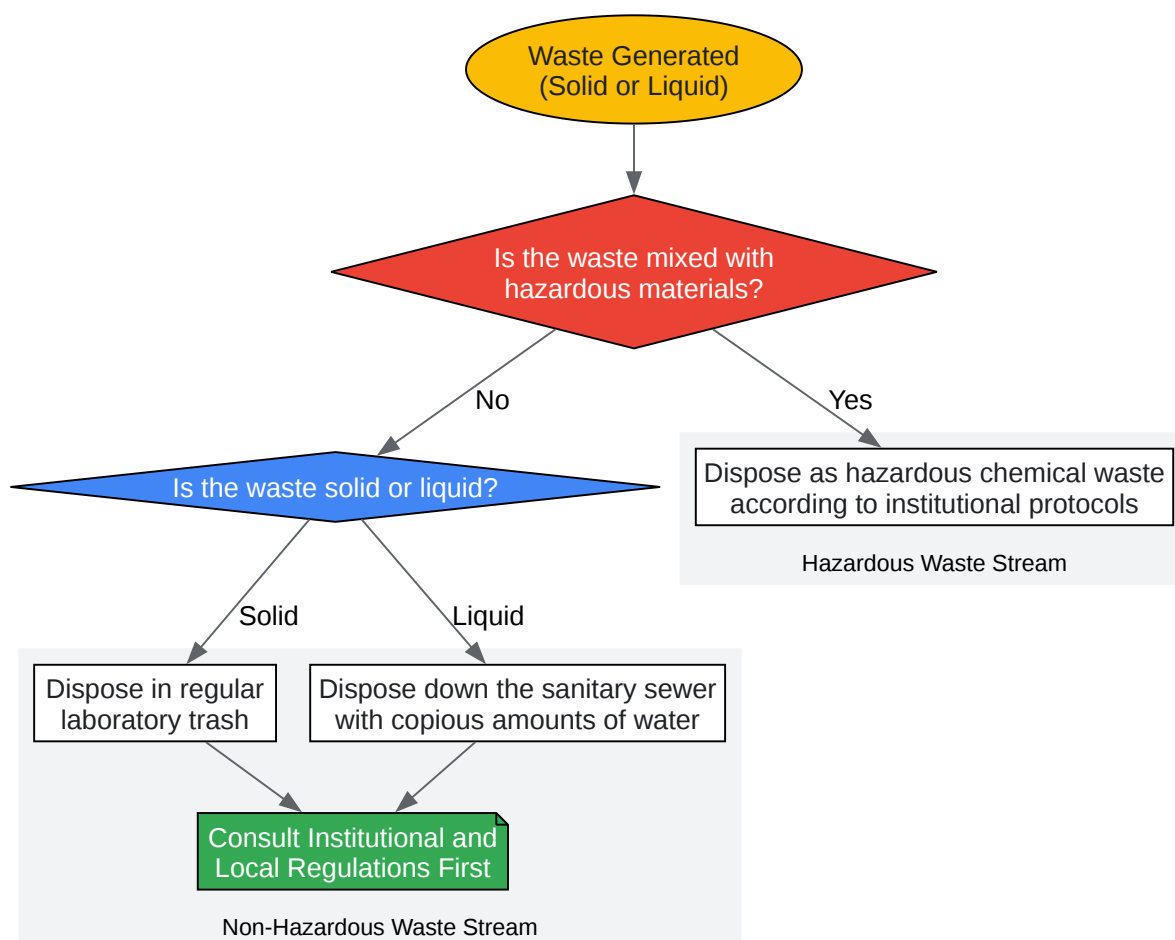 Waste Generated
(Solid or Liquid)
Is the waste mixed with
hazardous materials?
No
Yes
Is the waste solid or liquid?
Dispose as hazardous chemical waste
according to institutional protocols
Hazardous Waste Stream
Solid
Liquid
Dispose in regular
laboratory trash
Dispose down the sanitary sewer
with copious amounts of water
Consult Institutional and
Local Regulations First
Non-Hazardous Waste Stream